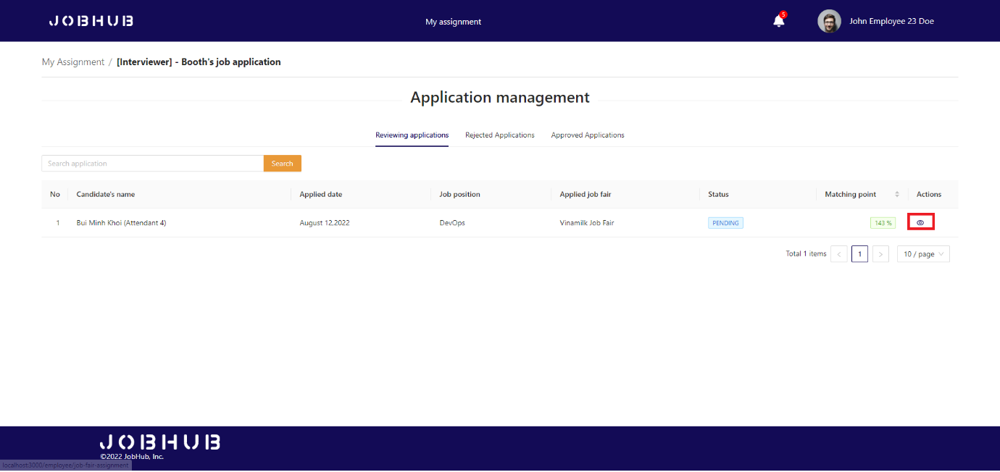 JOBHUB
My assignment
5
John Employee 23 Doe
My Assignment / [Interviewer] - Booth's job application
Application management
Reviewing applications Rejected Applications Approved Applications
Search application Search
No Candidate's name Applied date Job position Applied job fair Status Matching point Actions
1 Bui Minh Khoi (Attendant 4) August 12,2022 DevOps Vinamilk Job Fair PENDING 143 %
Total 1 items < 1 > 10 / page
JOBHUB
©2022 JobHub, Inc.
localhost:3000/employee/job-fair-assignment